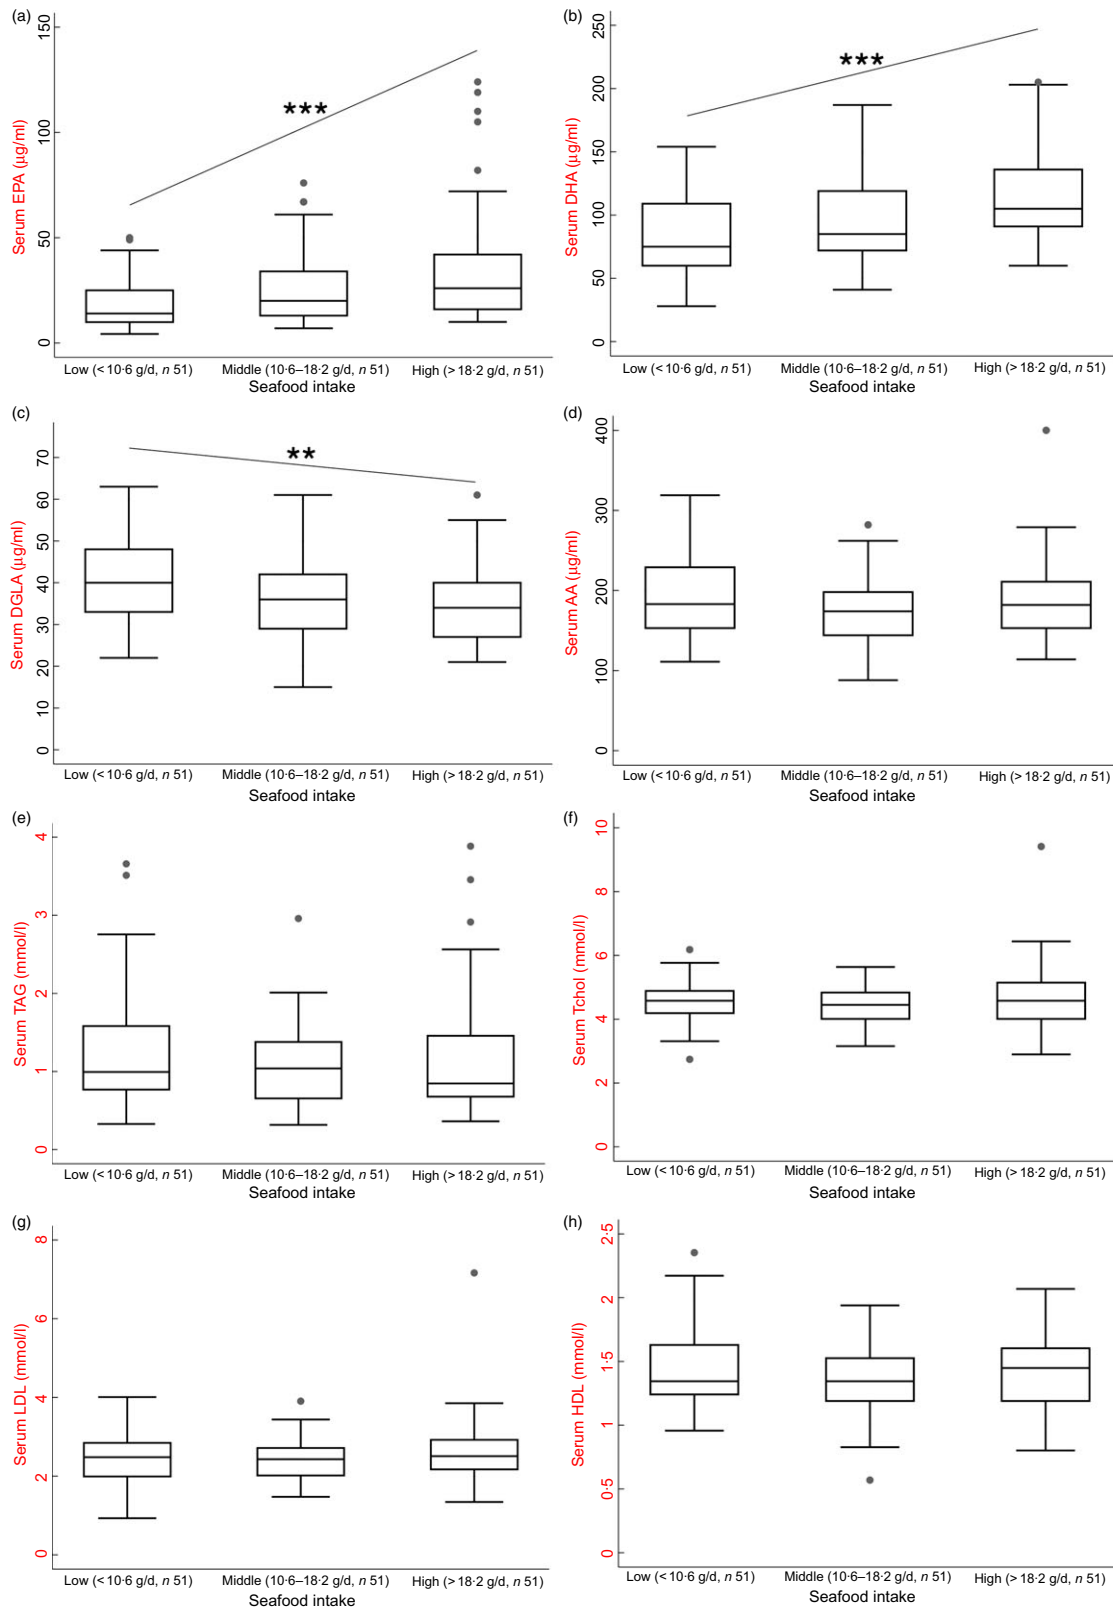 (a)
150
100
50
0
Serum EPA (μg/ml)
***
Low (< 10·6 g/d, n 51)
Middle (10·6–18·2 g/d, n 51)
High (> 18·2 g/d, n 51)
Seafood intake
(b)
250
200
150
100
50
0
Serum DHA (μg/ml)
***
Low (< 10·6 g/d, n 51)
Middle (10·6–18·2 g/d, n 51)
High (> 18·2 g/d, n 51)
Seafood intake
(c)
70
60
50
40
30
20
10
0
Serum DGLA (μg/ml)
**
Low (< 10·6 g/d, n 51)
Middle (10·6–18·2 g/d, n 51)
High (> 18·2 g/d, n 51)
Seafood intake
(d)
400
300
200
100
0
Serum AA (μg/ml)
Low (< 10·6 g/d, n 51)
Middle (10·6–18·2 g/d, n 51)
High (> 18·2 g/d, n 51)
Seafood intake
(e)
4
3
2
1
0
Serum TAG (mmol/l)
Low (< 10·6 g/d, n 51)
Middle (10·6–18·2 g/d, n 51)
High (> 18·2 g/d, n 51)
Seafood intake
(f)
10
8
6
4
2
0
Serum Tchol (mmol/l)
Low (< 10·6 g/d, n 51)
Middle (10·6–18·2 g/d, n 51)
High (> 18·2 g/d, n 51)
Seafood intake
(g)
8
6
4
2
0
Serum LDL (mmol/l)
Low (< 10·6 g/d, n 51)
Middle (10·6–18·2 g/d, n 51)
High (> 18·2 g/d, n 51)
Seafood intake
(h)
2·5
2
1·5
1
0·5
0
Serum HDL (mmol/l)
Low (< 10·6 g/d, n 51)
Middle (10·6–18·2 g/d, n 51)
High (> 18·2 g/d, n 51)
Seafood intake